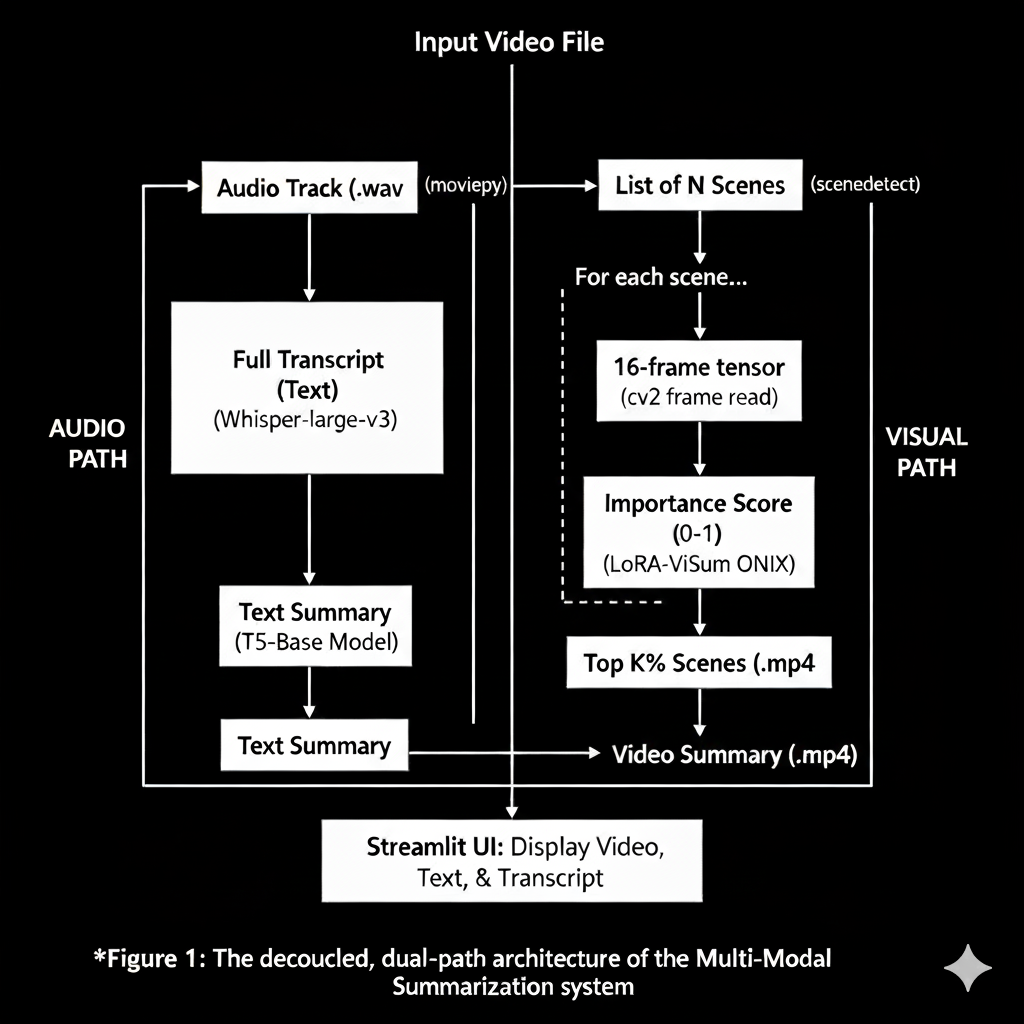 Input Video File
Audio Track (.wav
(moviepy)
List of N Scenes
(scenedetect)
For each scene...
Full Transcript
(Text)
(Whisper-large-v3)
16-frame tensor
(cv2 frame read)
AUDIO
PATH
VISUAL
PATH
Importance Score
(0-1)
(LoRA-ViSum ONIX)
Text Summary
(T5-Base Model)
Top K% Scenes (.mp4
Text Summary
Video Summary (.mp4)
Streamlit UI: Display Video,
Text, & Transcript
*Figure 1: The decoucled, dual-path architecture of the Multi-Modal
Summarization system